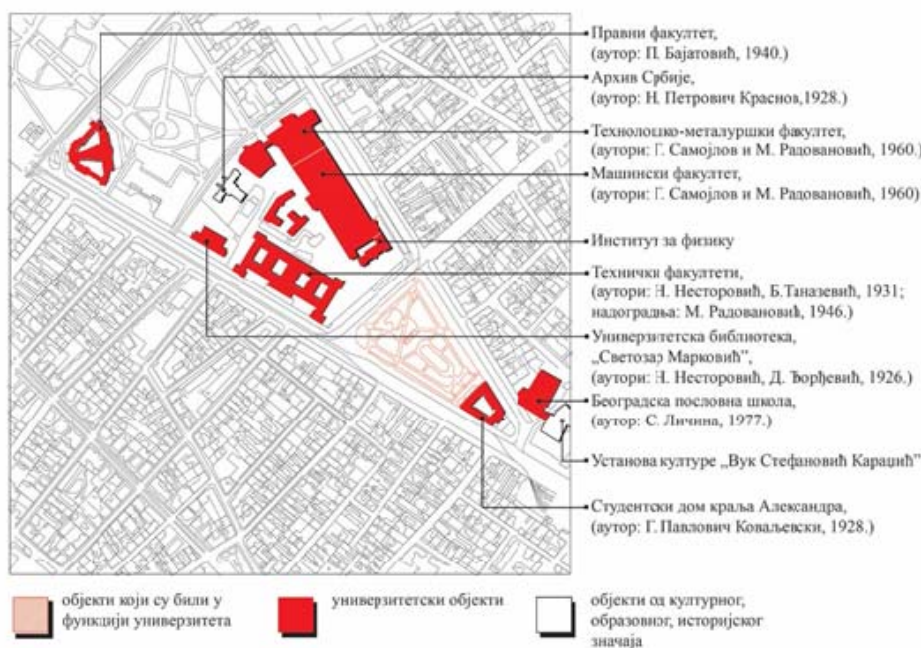 Правни факултет,
(аутор: П. Бајатовић, 1940.)
Архив Србије,
(аутор: Н. Петрович Краснов,1928.)
Технолошко-металуршки факултет,
(аутори: Г. Самојлов и М. Радовановић, 1960.)
Машински факултет,
(аутори: Г. Самојлов и М. Радовановић, 1960)
Институт за физику
Технички факултети,
(аутори: Н. Несторовић, Б.Таназевић, 1931;
надоградња: М. Радовановић, 1946.)
Универзитетска библиотека,
„Светозар Марковић”,
(аутори: Н. Несторовић, Д. Ђорђевић, 1926.)
Београдска пословна школа,
(аутор: С. Личина, 1977.)
Установа културе „Вук Стефановић Караџић”
Студентски дом краља Александра,
(аутор: Г. Павлович Коваљевски, 1928.)
објекти који су били у
функцији универзитета
универзитетски објекти
објекти од културног,
образовног, историјског
значаја